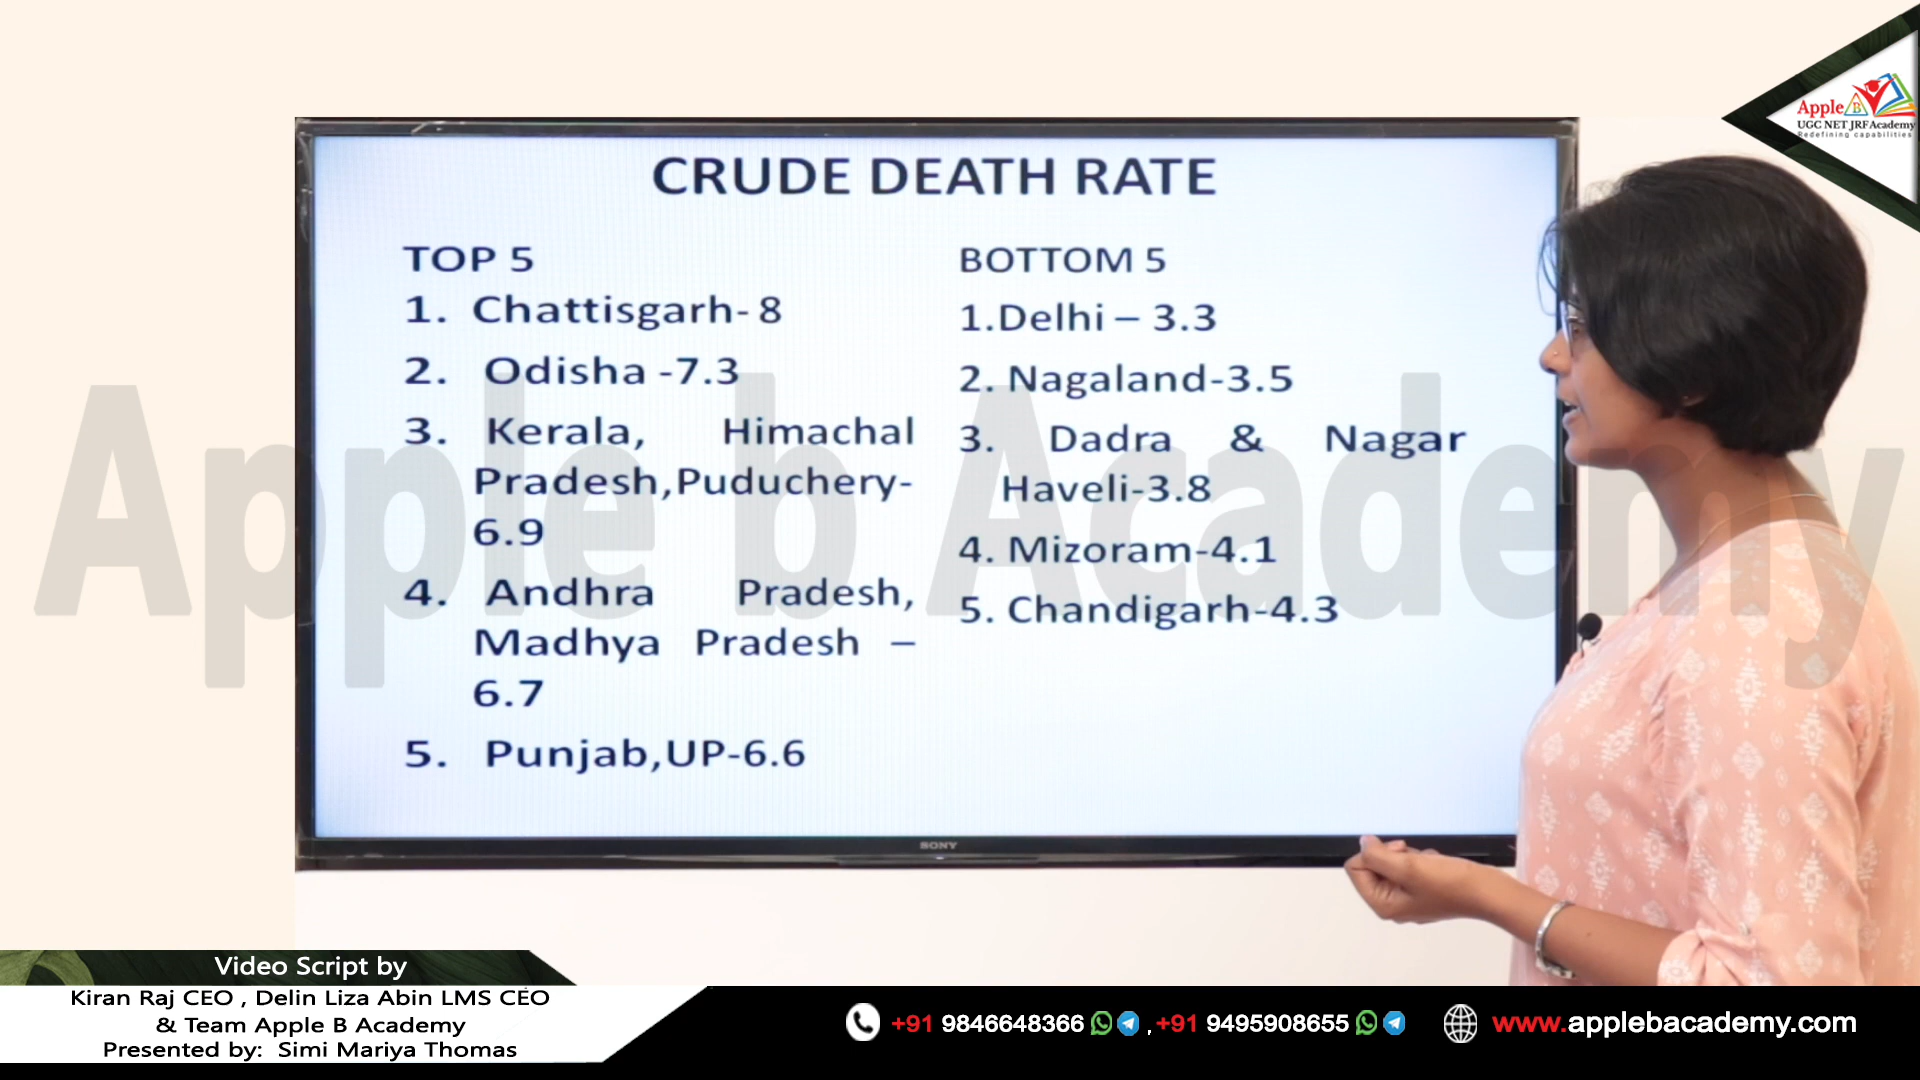 Apple B
UGC NET JRF Academy
Redefining capabilities
CRUDE DEATH RATE
TOP 5
1. Chattisgarh- 8
2. Odisha -7.3
3. Kerala, Himachal
Pradesh,Puduchery-
6.9
4. Andhra Pradesh,
Madhya Pradesh –
6.7
5. Punjab,UP-6.6
BOTTOM 5
1.Delhi – 3.3
2. Nagaland-3.5
3. Dadra & Nagar
Haveli-3.8
4. Mizoram-4.1
5. Chandigarh-4.3
Apple b Academy
SONY
Video Script by
Kiran Raj CEO , Delin Liza Abin LMS CEO
& Team Apple B Academy
Presented by: Simi Mariya Thomas
+91 9846648366 , +91 9495908655 www.applebacademy.com